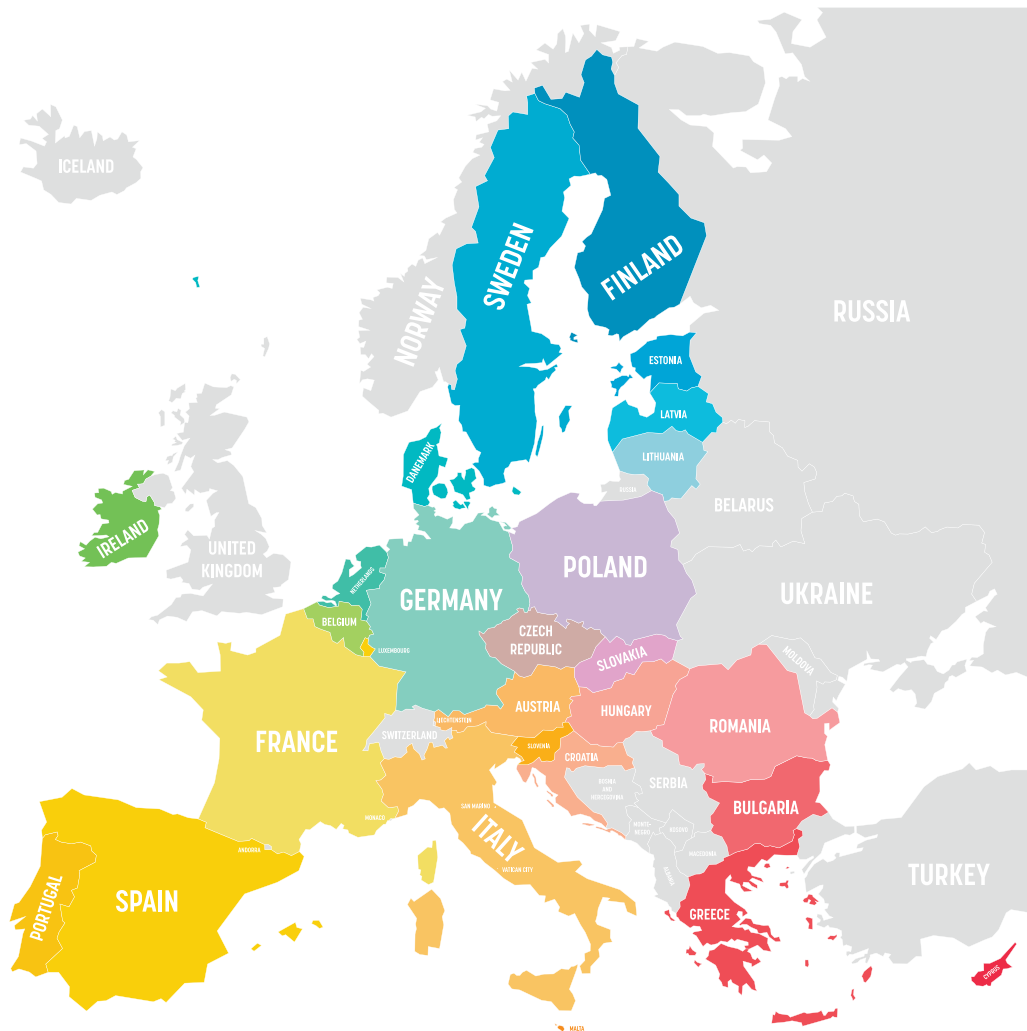 ICELAND
SWEDEN
FINLAND
NORWAY
RUSSIA
ESTONIA
LATVIA
DANEMARK
LITHUANIA
RUSSIA
BELARUS
IRELAND
UNITED
KINGDOM
NETHERLANDS
POLAND
GERMANY
UKRAINE
BELGIUM
CZECH
REPUBLIC
LUXEMBOURG
SLOVAKIA
MOLDOVA
AUSTRIA
HUNGARY
LIECHTENSTEIN
ROMANIA
SWITZERLAND
FRANCE
SLOVENIA
CROATIA
BOSNIA
AND
HERZEGOVINA
SERBIA
SAN MARINO
BULGARIA
MONACO
ITALY
MONTE-
NEGRO
KOSOVO
ANDORRA
MACEDONIA
VATICAN CITY
ALBANIA
TURKEY
SPAIN
PORTUGAL
GREECE
CYPRUS
MALTA